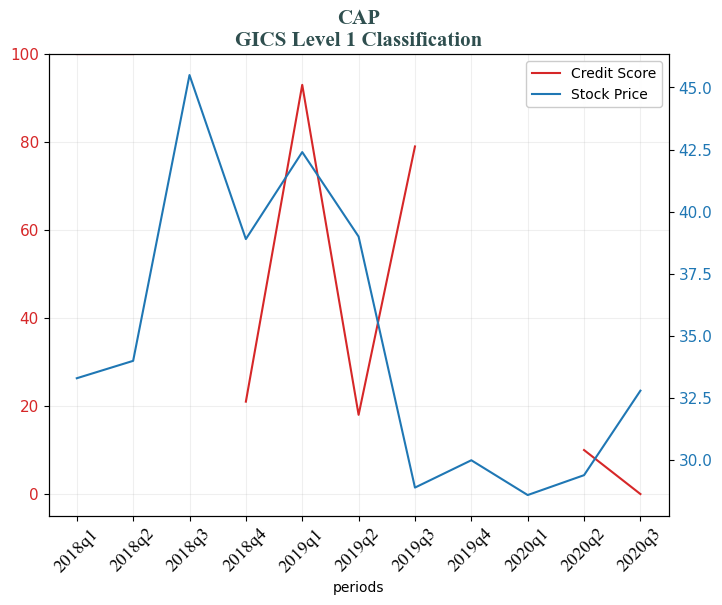 CAP
GICS Level 1 Classification
100
80
60
40
20
0
Credit Score
Stock Price
45.0
42.5
40.0
37.5
35.0
32.5
30.0
2018q1
2018q2
2018q3
2018q4
2019q1
2019q2
2019q3
2019q4
2020q1
2020q2
2020q3
periods